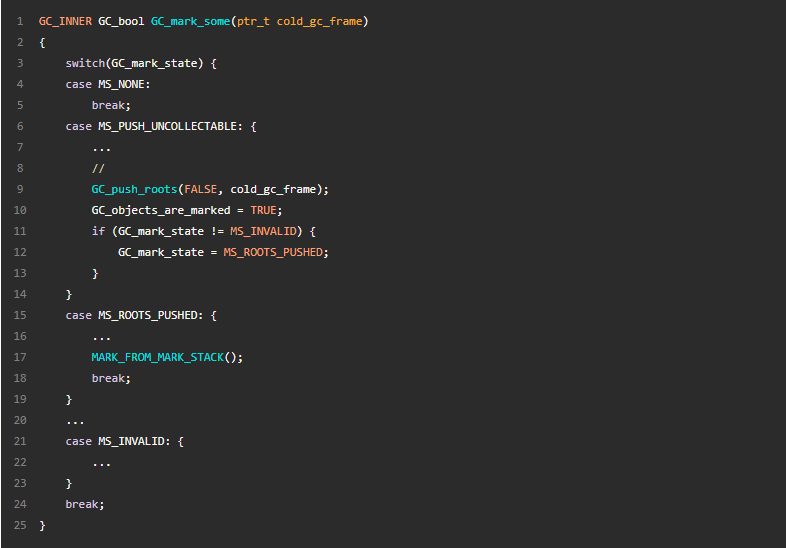 1 GC_INNER GC_bool GC_mark_some(ptr_t cold_gc_frame)
2 {
3     switch(GC_mark_state) {
4     case MS_NONE:
5         break;
6     case MS_PUSH_UNCOLLECTABLE: {
7         ...
8         //
9         GC_push_roots(FALSE, cold_gc_frame);
10         GC_objects_are_marked = TRUE;
11         if (GC_mark_state != MS_INVALID) {
12             GC_mark_state = MS_ROOTS_PUSHED;
13         }
14     }
15     case MS_ROOTS_PUSHED: {
16         ...
17         MARK_FROM_MARK_STACK();
18         break;
19     }
20     ...
21     case MS_INVALID: {
22         ...
23     }
24     break;
25 }